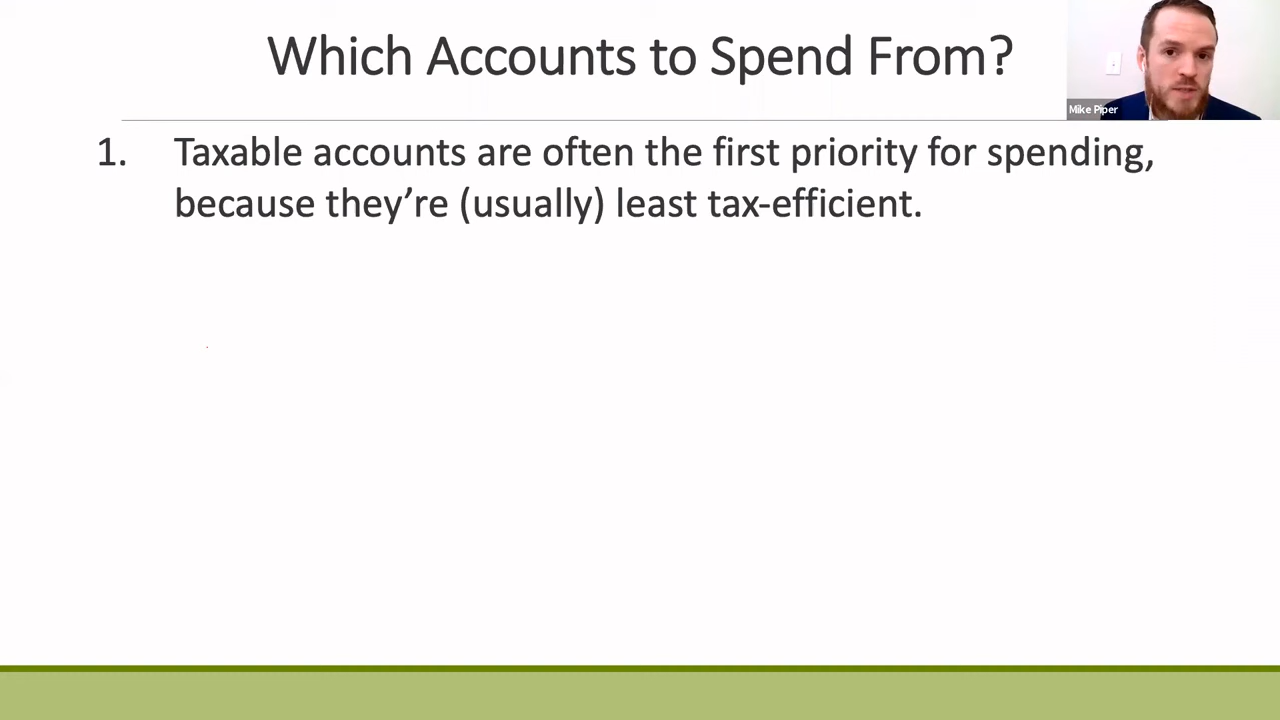 Which Accounts to Spend From?
Mike Piper
1. Taxable accounts are often the first priority for spending,
because they’re (usually) least tax-efficient.